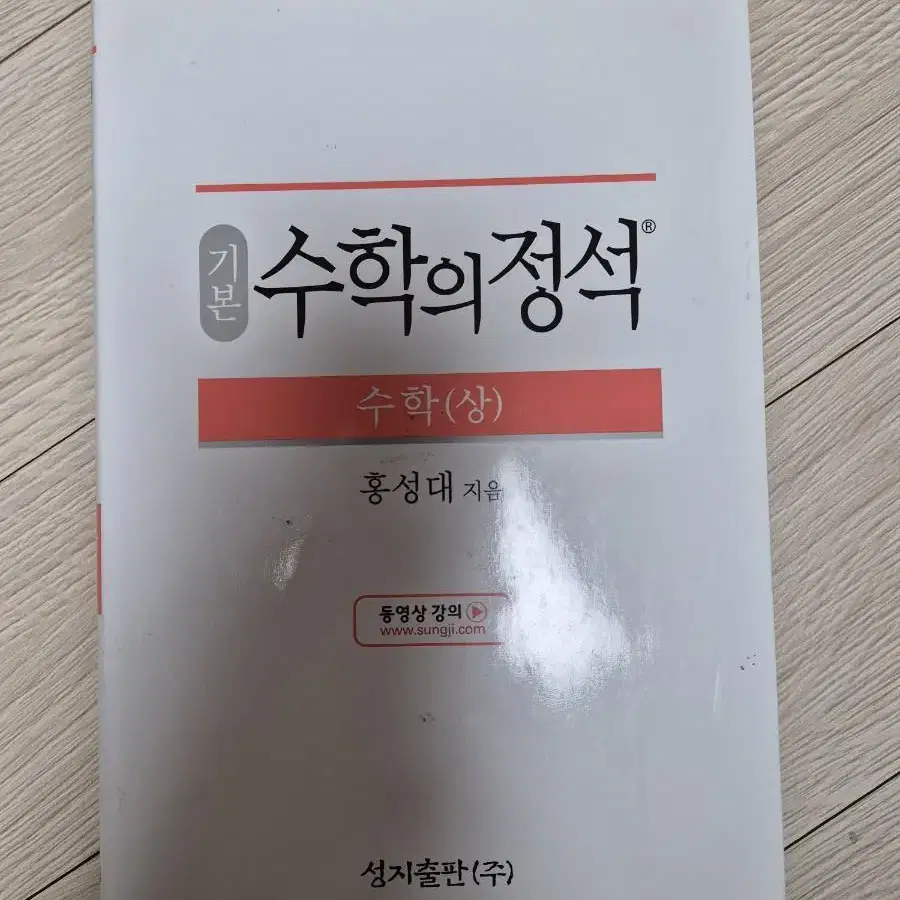 기본 수학의 정석®
수학(상)
홍성대 지음
동영상 강의
www.sungji.com
성지출판(주)